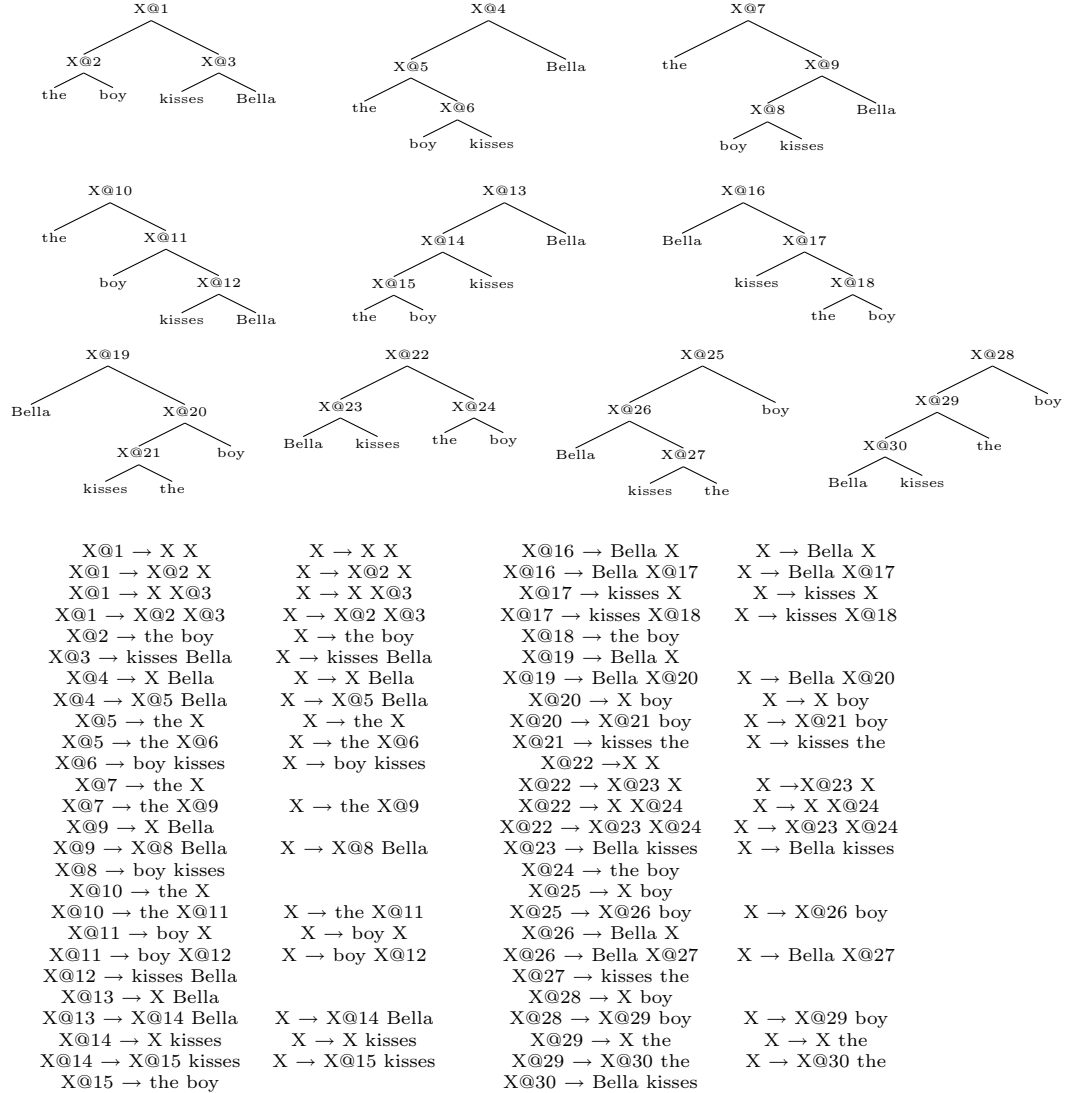 X@1 X@4 X@7
X@2 X@3 X@5 Bella the X@9
the boy kisses Bella the X@6 X@8 Bella
boy kisses boy kisses
X@10 X@13 X@16
the X@11 X@14 Bella Bella X@17
boy X@12 X@15 kisses kisses X@18
kisses Bella the boy the boy
X@19 X@22 X@25 X@28
Bella X@20 X@23 X@24 X@26 boy X@29 boy
X@21 boy Bella kisses the boy Bella X@27 X@30 the
kisses the kisses the Bella kisses
X@1 → X X X → X X X@16 → Bella X X → Bella X
X@1 → X@2 X X → X@2 X X@16 → Bella X@17 X → Bella X@17
X@1 → X X@3 X → X X@3 X@17 → kisses X X → kisses X
X@1 → X@2 X@3 X → X@2 X@3 X@17 → kisses X@18 X → kisses X@18
X@2 → the boy X → the boy X@18 → the boy
X@3 → kisses Bella X → kisses Bella X@19 → Bella X
X@4 → X Bella X → X Bella X@19 → Bella X@20 X → Bella X@20
X@4 → X@5 Bella X → X@5 Bella X@20 → X boy X → X boy
X@5 → the X X → the X X@20 → X@21 boy X → X@21 boy
X@5 → the X@6 X → the X@6 X@21 → kisses the X → kisses the
X@6 → boy kisses X → boy kisses X@22 →X X
X@7 → the X X@22 → X@23 X X →X@23 X
X@7 → the X@9 X → the X@9 X@22 → X X@24 X → X X@24
X@9 → X Bella X@22 → X@23 X@24 X → X@23 X@24
X@9 → X@8 Bella X → X@8 Bella X@23 → Bella kisses X → Bella kisses
X@8 → boy kisses X@24 → the boy
X@10 → the X X@25 → X boy
X@10 → the X@11 X → the X@11 X@25 → X@26 boy X → X@26 boy
X@11 → boy X X → boy X X@26 → Bella X
X@11 → boy X@12 X → boy X@12 X@26 → Bella X@27 X → Bella X@27
X@12 → kisses Bella X@27 → kisses the
X@13 → X Bella X@28 → X boy
X@13 → X@14 Bella X → X@14 Bella X@28 → X@29 boy X → X@29 boy
X@14 → X kisses X → X kisses X@29 → X the X → X the
X@14 → X@15 kisses X → X@15 kisses X@29 → X@30 the X → X@30 the
X@15 → the boy X@30 → Bella kisses